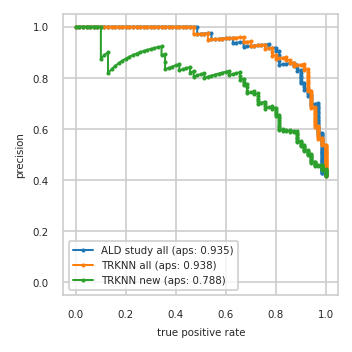 1.0
0.8
0.6
0.4
0.2
0.0
precision
ALD study all (aps: 0.935)
TRKNN all (aps: 0.938)
TRKNN new (aps: 0.788)
0.0 0.2 0.4 0.6 0.8 1.0
true positive rate